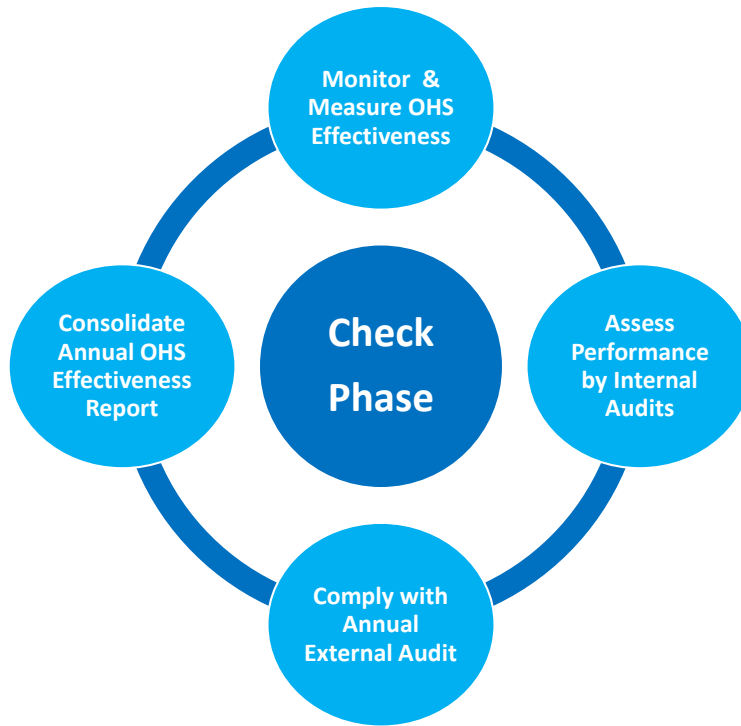 Monitor &
Measure OHS
Effectiveness
Consolidate
Annual OHS
Effectiveness
Report
Check
Phase
Assess
Performance
by Internal
Audits
Comply with
Annual
External Audit